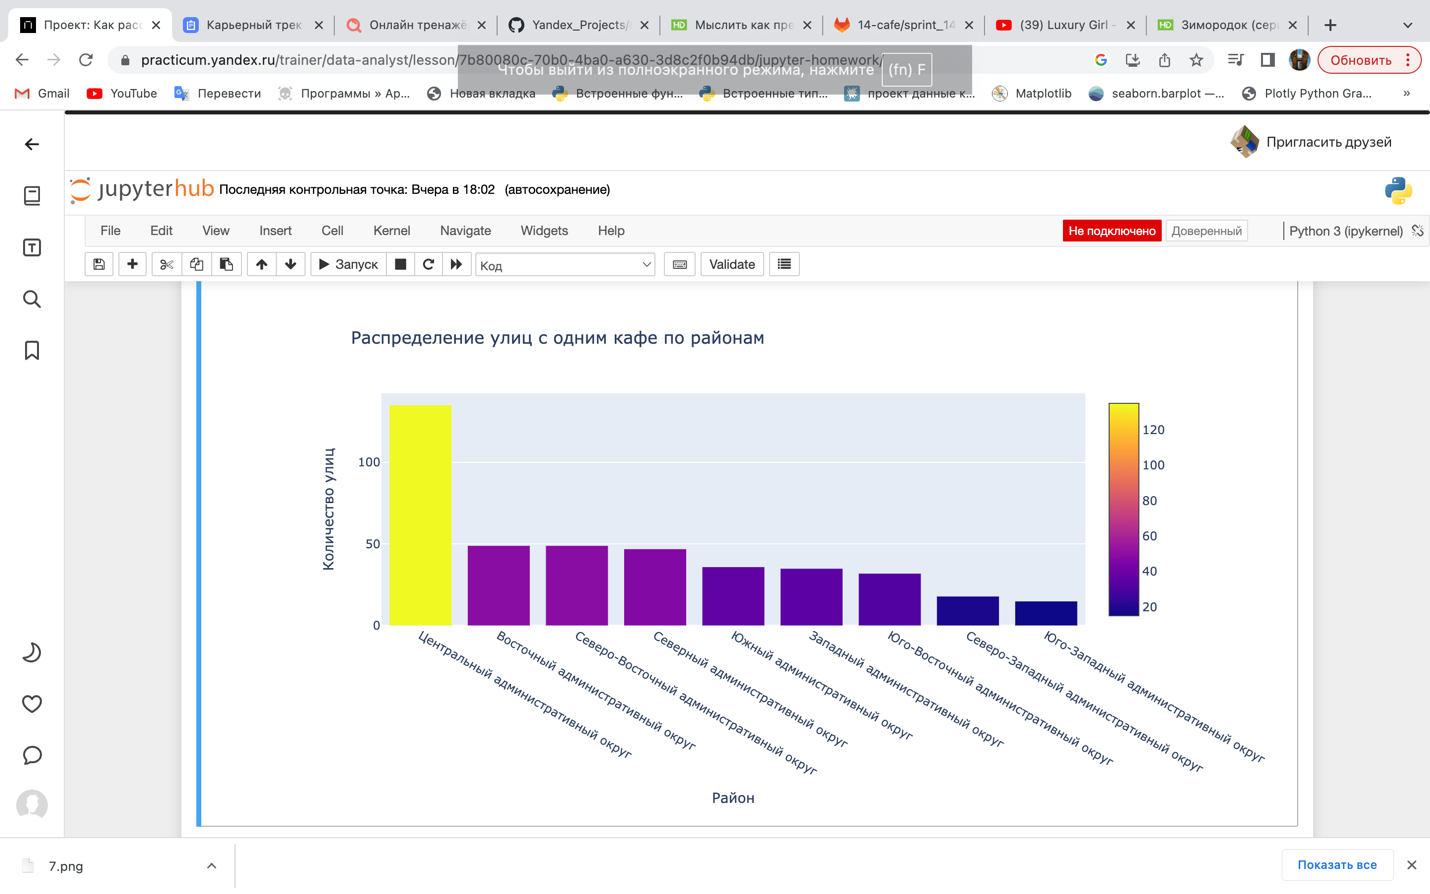 Проект: Как расс
Карьерный трек
Онлайн тренажё
Yandex_Projects/
Мыслить как пре
14-cafe/sprint_14
(39) Luxury Girl -
Зимородок (сери
practicum.yandex.ru/trainer/data-analyst/lesson/7b80080c-70b0-4ba0-a630-3d8c2f0b94db/jupyter-homework/
Чтобы выйти из полноэкранного режима, нажмите (fn) F
Обновить
Gmail
YouTube
Перевести
Программы » Ap...
Новая вкладка
Встроенные фун...
Встроенные тип...
проект данные к...
Matplotlib
seaborn.barplot —...
Plotly Python Gra...
»
Пригласить друзей
jupyterhub Последняя контрольная точка: Вчера в 18:02 (автосохранение)
File Edit View Insert Cell Kernel Navigate Widgets Help
Не подключено
Доверенный
Python 3 (ipykernel)
Запуск
Код
Validate
Распределение улиц с одним кафе по районам
Количество улиц
100
50
0
120
100
80
60
40
20
Центральный административный округ
Восточный административный округ
Северо-Восточный административный округ
Северный административный округ
Южный административный округ
Западный административный округ
Юго-Восточный административный округ
Северо-Западный административный округ
Юго-Западный административный округ
Район
7.png
Показать все